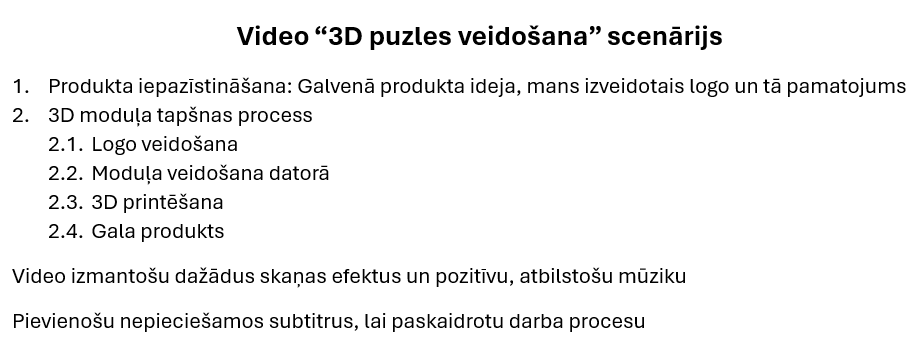 Video “3D puzles veidošana” scenārijs
1. Produkta iepazīstināšana: Galvenā produkta ideja, mans izveidotais logo un tā pamatojums
2. 3D moduļa tapšnas process
2.1. Logo veidošana
2.2. Moduļa veidošana datorā
2.3. 3D printēšana
2.4. Gala produkts
Video izmantošu dažādus skaņas efektus un pozitīvu, atbilstošu mūziku
Pievienošu nepieciešamos subtitrus, lai paskaidrotu darba procesu